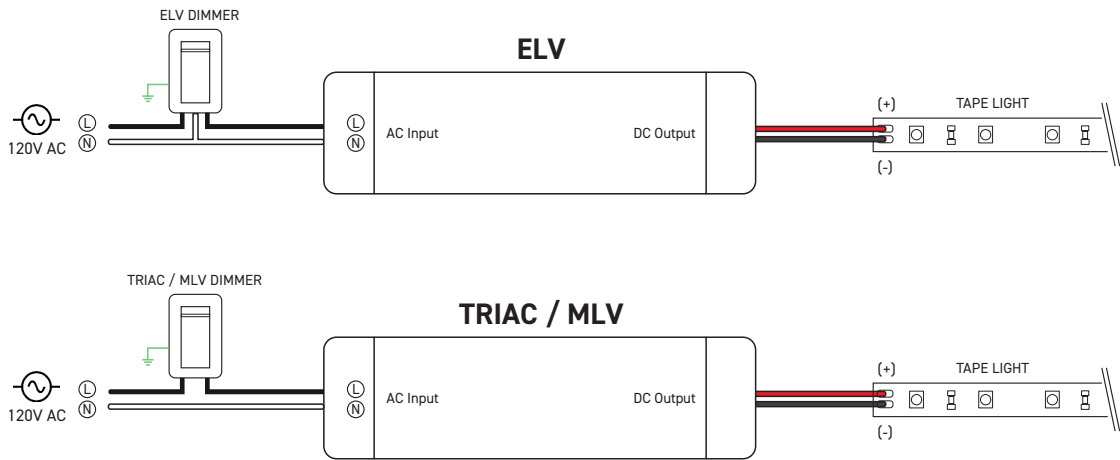 ELV DIMMER
ELV
120V AC
L
N
L
N
AC Input
DC Output
(+)
TAPE LIGHT
(-)
TRIAC / MLV DIMMER
TRIAC / MLV
120V AC
L
N
L
N
AC Input
DC Output
(+)
TAPE LIGHT
(-)